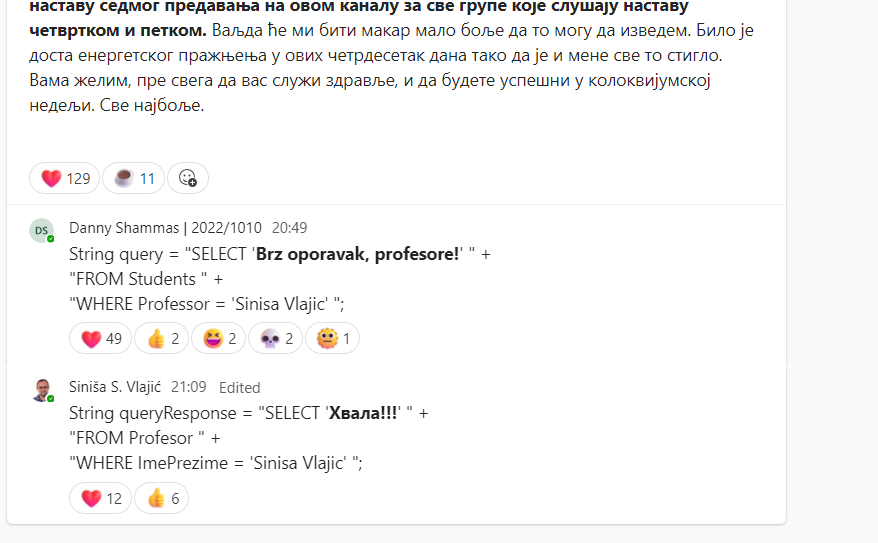 наставу седмог предавања на овом каналу за све групе које слушају наставу
четвртком и петком. Ваљда ће ми бити макар мало боље да то могу да изведем. Било је
доста енергетског пражњења у ових четрдесетак дана тако да је и мене све то стигло.
Вама желим, пре свега да вас служи здравље, и да будете успешни у колоквијумској
недељи. Све најбоље.
129 11
DS Danny Shammas | 2022/1010 20:49
String query = "SELECT 'Brz oporavak, profesore!' " +
"FROM Students " +
"WHERE Professor = 'Sinisa Vlajic' ";
49 2 2 2 1
Siniša S. Vlajić 21:09 Edited
String queryResponse = "SELECT 'Хвала!!!' " +
"FROM Profesor " +
"WHERE ImePrezime = 'Sinisa Vlajic' ";
12 6